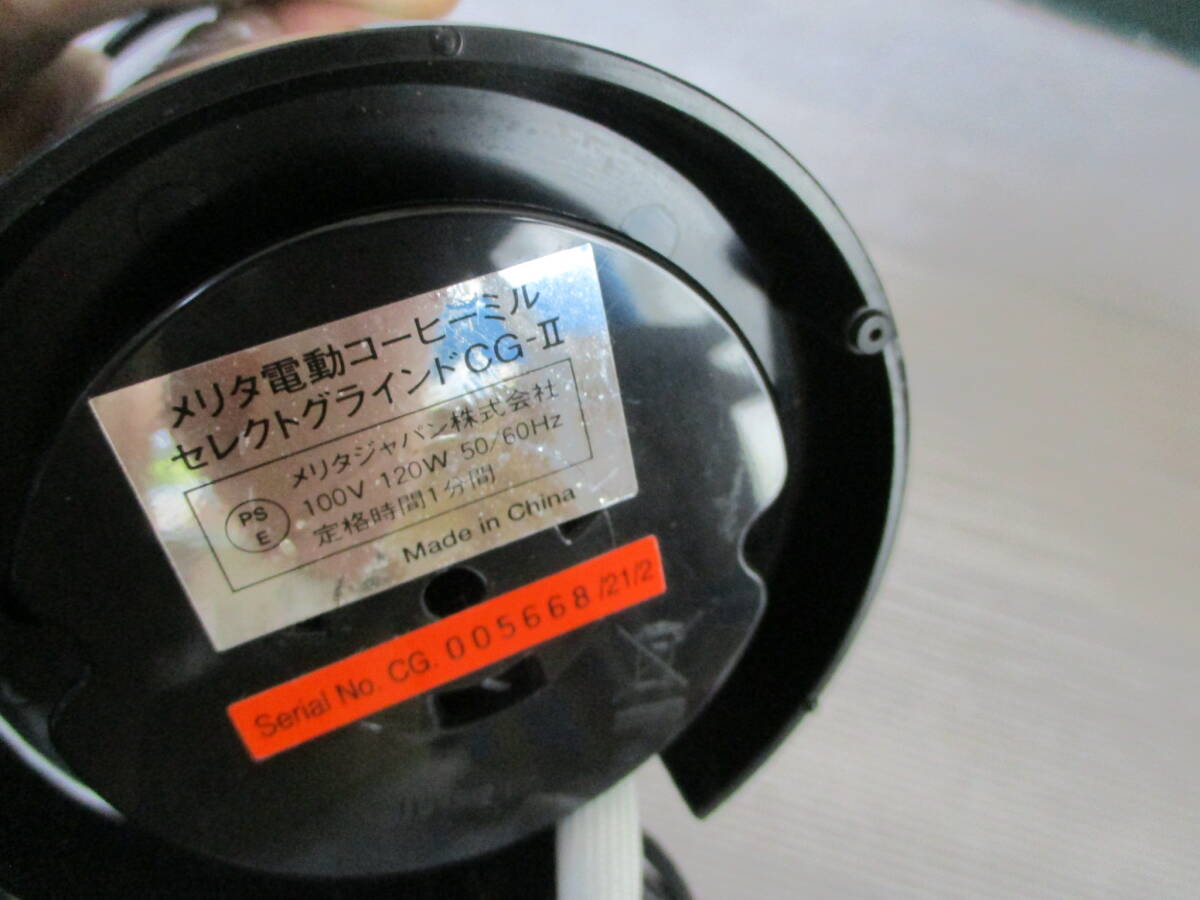 メリタ電動コーヒーミル
セレクトグラインドCG-Ⅱ
メリタジャパン株式会社
PS
E
100V 120W 50/60Hz
定格時間1分間
Made in China
Serial No. CG. 005668/21/2